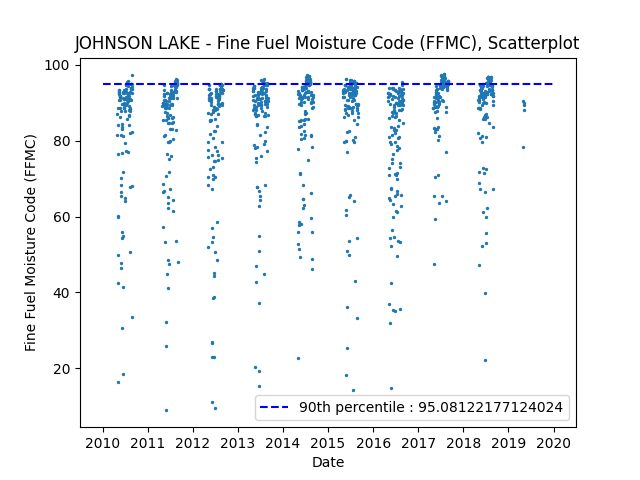 JOHNSON LAKE - Fine Fuel Moisture Code (FFMC), Scatterplot
Fine Fuel Moisture Code (FFMC)
100
80
60
40
20
90th percentile : 95.08122177124024
2010 2011 2012 2013 2014 2015 2016 2017 2018 2019 2020
Date